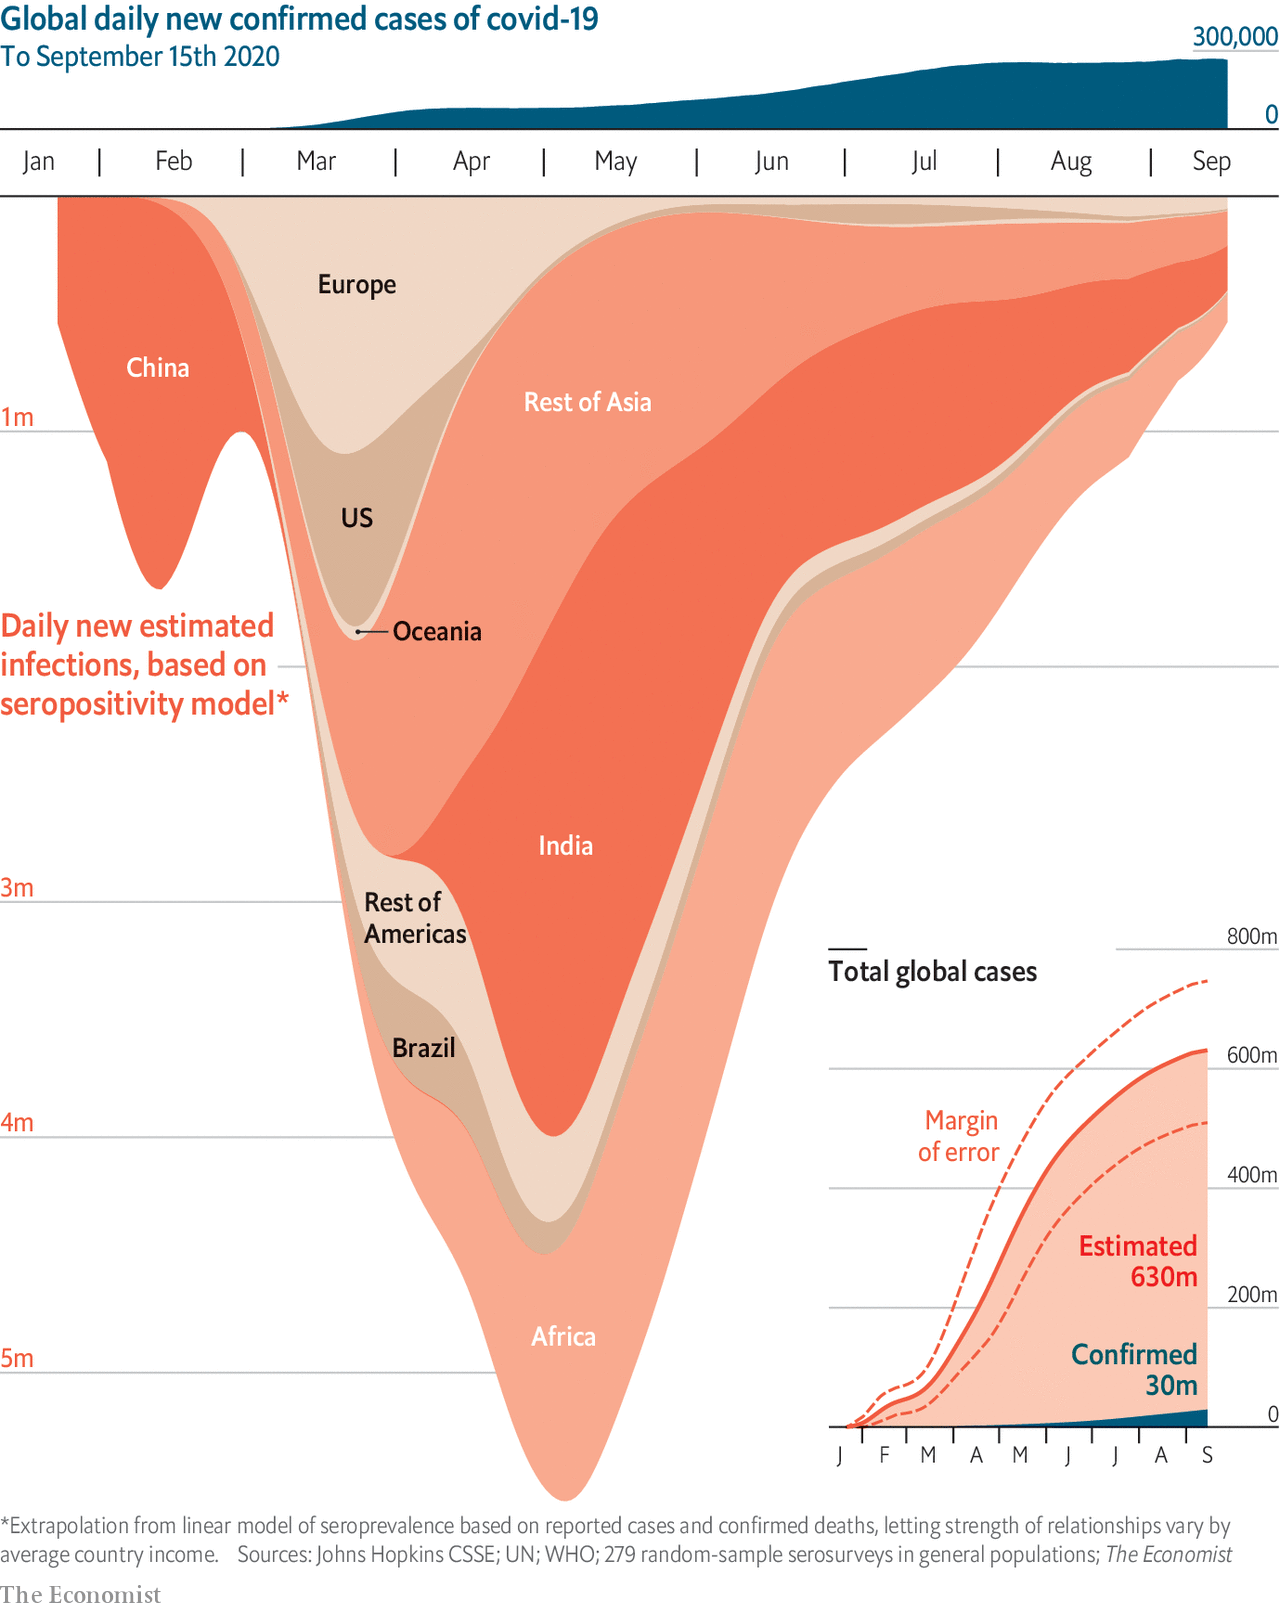 Global daily new confirmed cases of covid-19
To September 15th 2020
300,000
0
Jan
Feb
Mar
Apr
May
Jun
Jul
Aug
Sep
Europe
China
Rest of Asia
1m
US
Daily new estimated
infections, based on
seropositivity model*
Oceania
India
3m
Rest of
Americas
Brazil
4m
Africa
5m
800m
Total global cases
600m
Margin
of error
400m
Estimated
630m
200m
Confirmed
30m
0
J F M A M J J A S
*Extrapolation from linear model of seroprevalence based on reported cases and confirmed deaths, letting strength of relationships vary by
average country income. Sources: Johns Hopkins CSSE; UN; WHO; 279 random-sample serosurveys in general populations; The Economist
The Economist